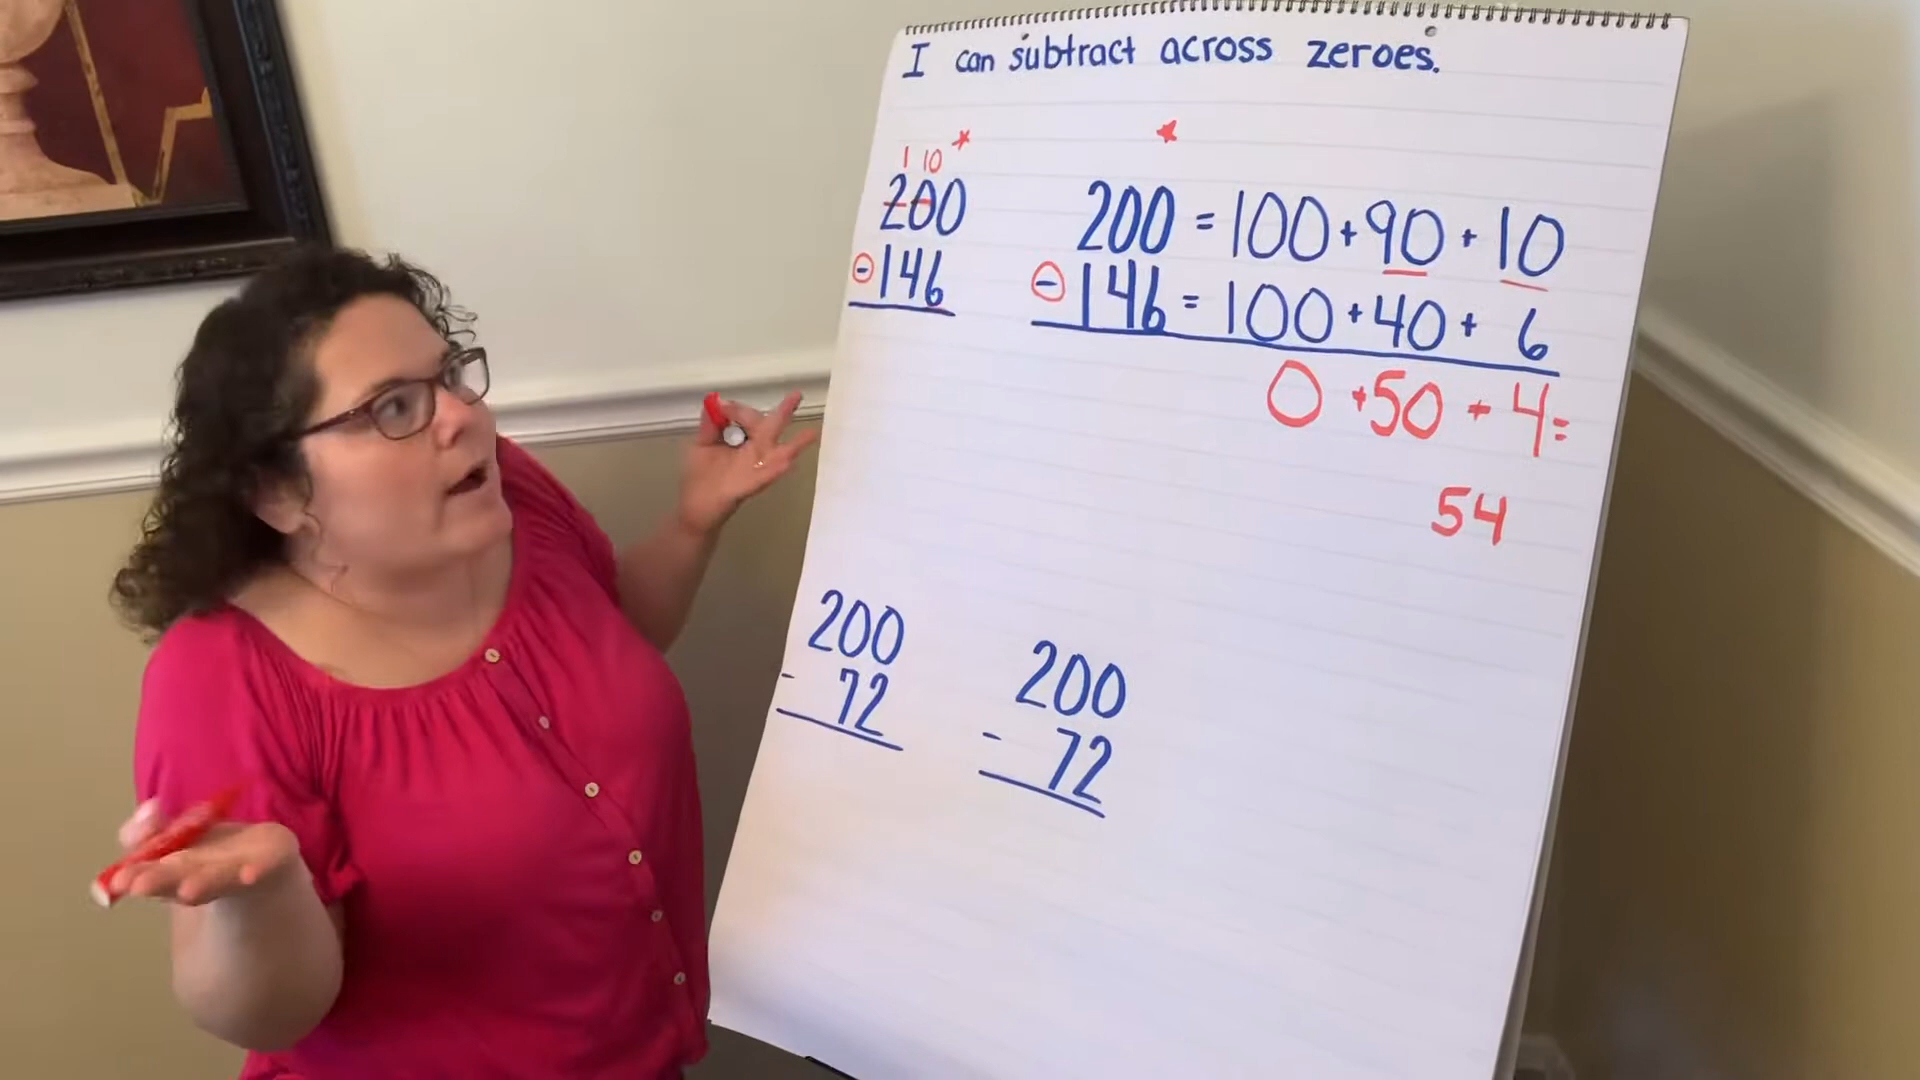 I can subtract across zeroes.
1 10
200
-146
200 = 100 + 90 + 10
-146 = 100 + 40 + 6
0 + 50 + 4 =
54
200
- 72
200
- 72